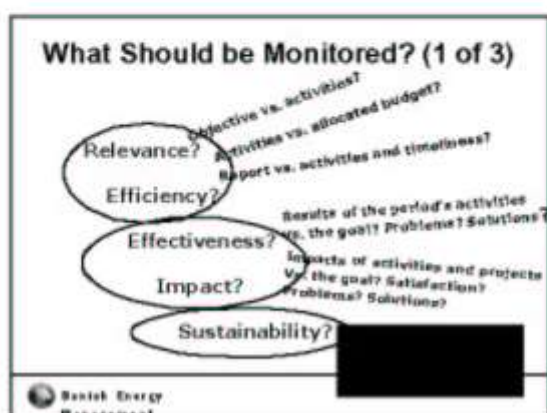 What Should be Monitored? (1 of 3)
Objective vs. activities?
Activities vs. allocated budget?
Report vs. activities and timeliness?
Relevance?
Efficiency?
Results of the period's activities
vs. the goal? Problems? Solutions?
Effectiveness?
Impacts of activities and projects
Vs. the goal? Satisfaction?
Problems? Solutions?
Impact?
Sustainability?
Danish Energy
Management